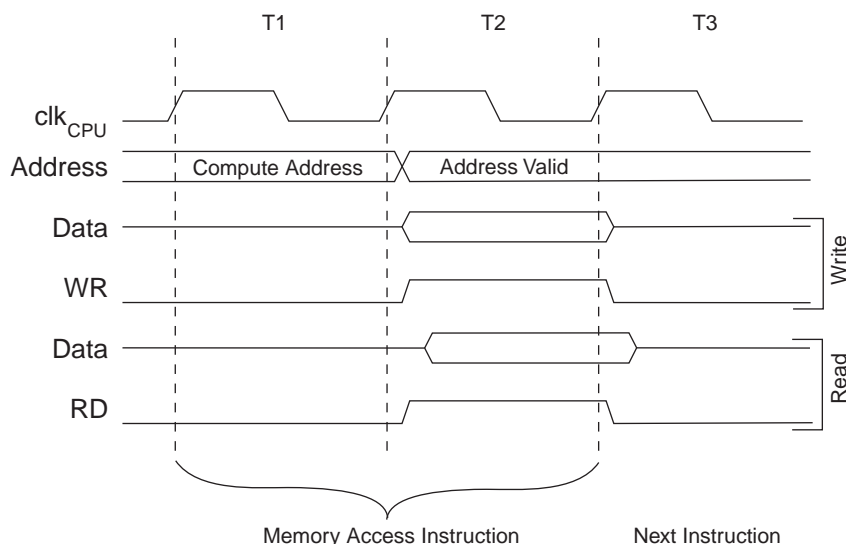 T1 T2 T3
clkCPU
Address Compute Address Address Valid
Data
WR
Write
Data
RD
Read
Memory Access Instruction Next Instruction